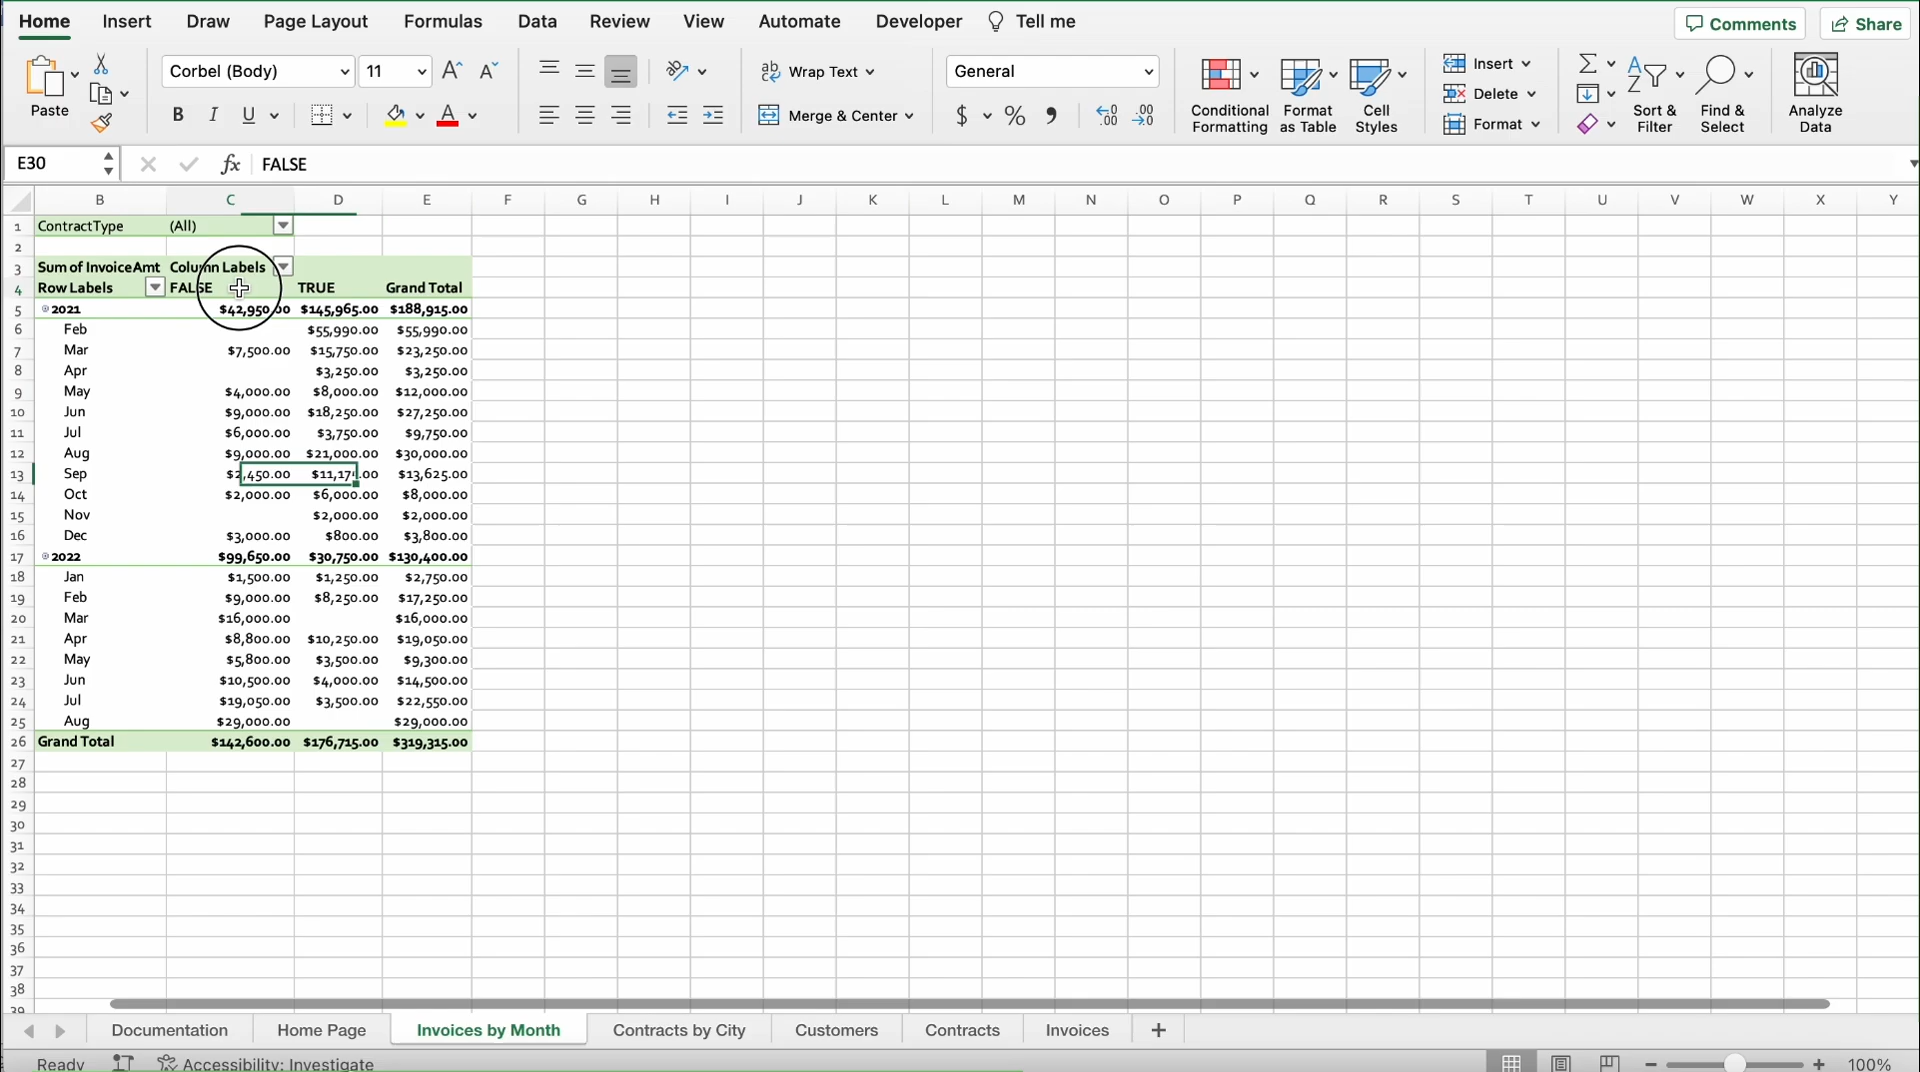 Home Insert Draw Page Layout Formulas Data Review View Automate Developer Tell me Comments Share
Paste
Corbel (Body) 11 A^ Aˇ
B I U A
Wrap Text
Merge & Center
General
$ % , .00
Conditional Formatting
Format as Table
Cell Styles
Insert
Delete
Format
Sort & Filter
Find & Select
Analyze Data
E30 fx FALSE
B C D E F G H I J K L M N O P Q R S T U V W X Y
1 ContractType (All)
2
3 Sum of InvoiceAmt Column Labels
4 Row Labels FALSE TRUE Grand Total
5 2021 $42,950.00 $145,965.00 $188,915.00
6 Feb $55,990.00 $55,990.00
7 Mar $7,500.00 $15,750.00 $23,250.00
8 Apr $3,250.00 $3,250.00
9 May $4,000.00 $8,000.00 $12,000.00
10 Jun $9,000.00 $18,250.00 $27,250.00
11 Jul $6,000.00 $3,750.00 $9,750.00
12 Aug $9,000.00 $21,000.00 $30,000.00
13 Sep $2,450.00 $13,625.00
14 Oct $2,000.00 $6,000.00 $8,000.00
15 Nov $2,000.00 $2,000.00
16 Dec $3,000.00 $800.00 $3,800.00
17 2022 $99,650.00 $30,750.00 $130,400.00
18 Jan $1,500.00 $1,250.00 $2,750.00
19 Feb $9,000.00 $8,250.00 $17,250.00
20 Mar $16,000.00 $16,000.00
21 Apr $8,800.00 $10,250.00 $19,050.00
22 May $5,800.00 $3,500.00 $9,300.00
23 Jun $10,500.00 $4,000.00 $14,500.00
24 Jul $19,050.00 $3,500.00 $22,550.00
25 Aug $29,000.00 $29,000.00
26 Grand Total $142,600.00 $176,715.00 $319,315.00
27
28
29
30
31
32
33
34
35
36
37
38
39
Documentation Home Page Invoices by Month Contracts by City Customers Contracts Invoices +
Ready Accessibility: Investigate − + 100%